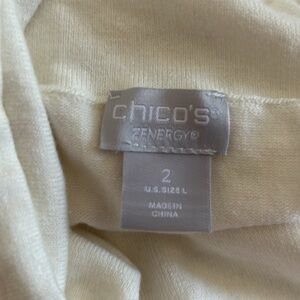 chico's
ZENERGY®
2
U.S. SIZE L
MADE IN
CHINA